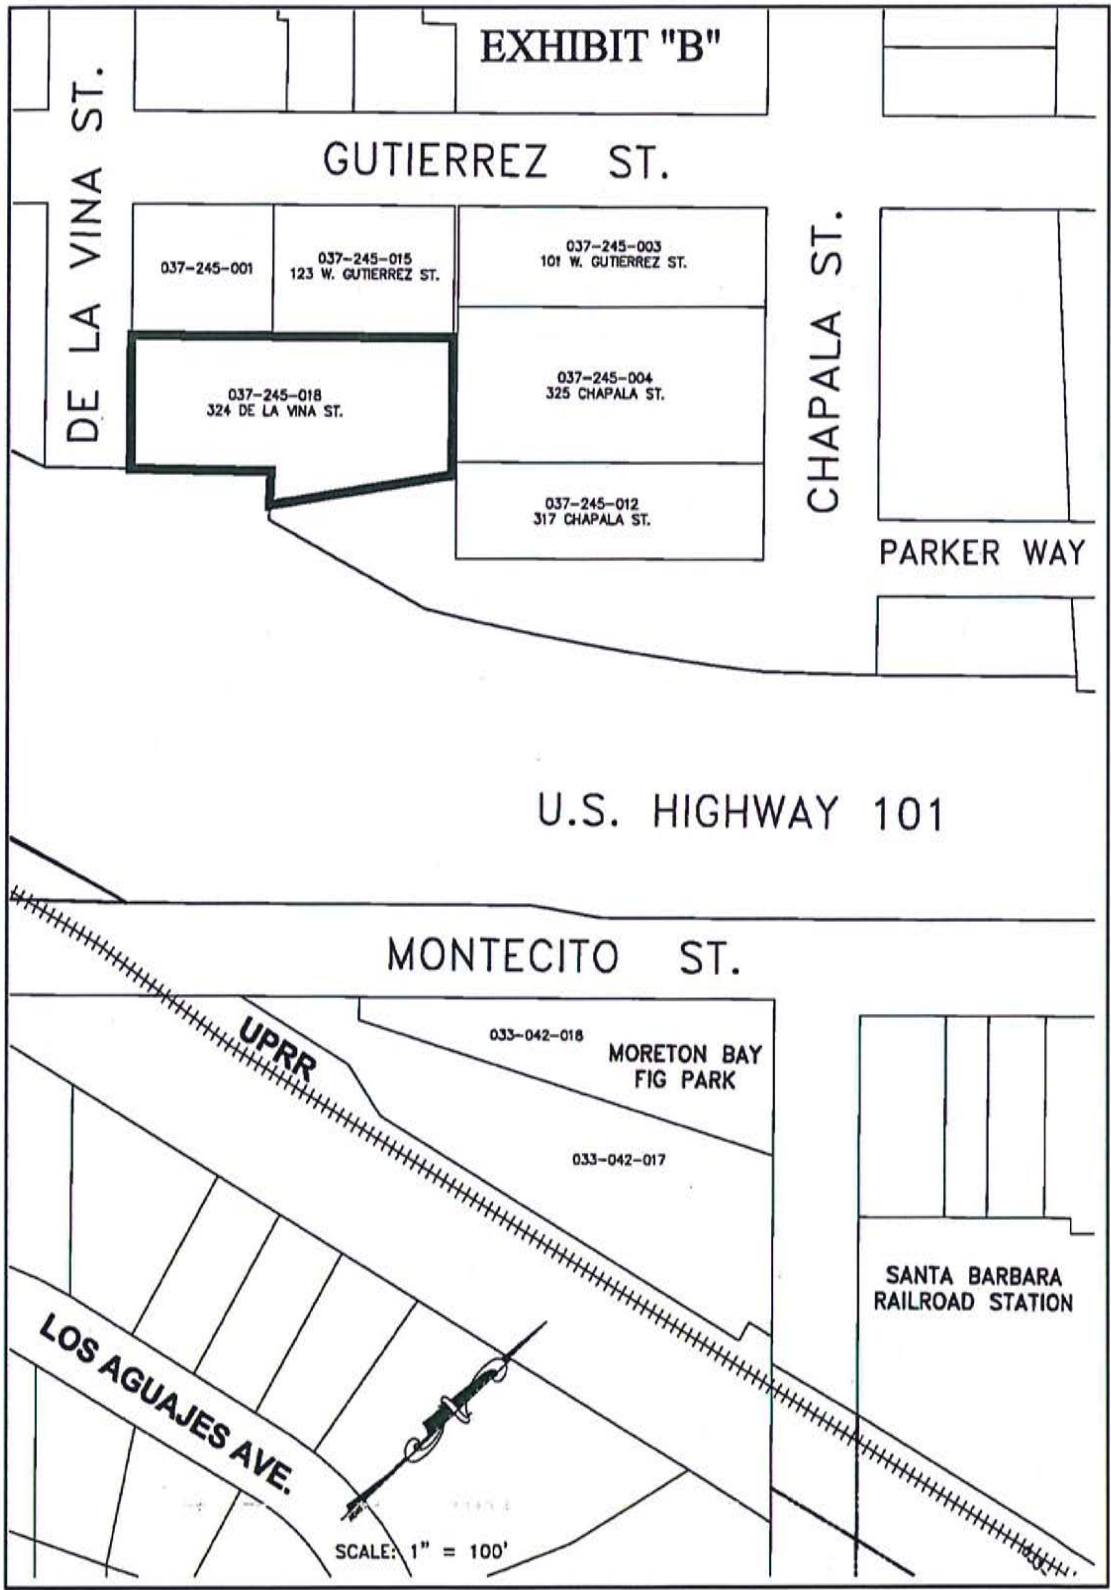 EXHIBIT "B"
DE LA VINA ST.
GUTIERREZ ST.
CHAPALA ST.
037-245-001
037-245-015
123 W. GUTIERREZ ST.
037-245-003
101 W. GUTIERREZ ST.
037-245-018
324 DE LA VINA ST.
037-245-004
325 CHAPALA ST.
037-245-012
317 CHAPALA ST.
PARKER WAY
U.S. HIGHWAY 101
MONTECITO ST.
UPRR
033-042-018
MORETON BAY
FIG PARK
033-042-017
SANTA BARBARA
RAILROAD STATION
LOS AGUAJES AVE.
SCALE: 1" = 100'